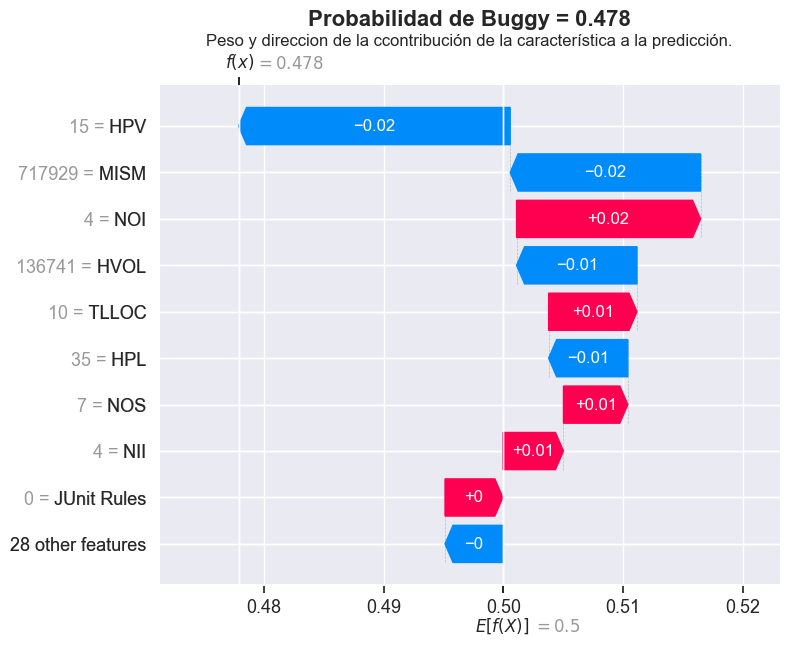 Probabilidad de Buggy = 0.478
Peso y direccion de la ccontribución de la característica a la predicción.
f(x) = 0.478
15 = HPV
−0.02
717929 = MISM
−0.02
4 = NOI
+0.02
136741 = HVOL
−0.01
10 = TLLOC
+0.01
35 = HPL
−0.01
7 = NOS
+0.01
4 = NII
+0.01
0 = JUnit Rules
+0
28 other features
−0
0.48 0.49 0.50 0.51 0.52
E[f(X)] = 0.5